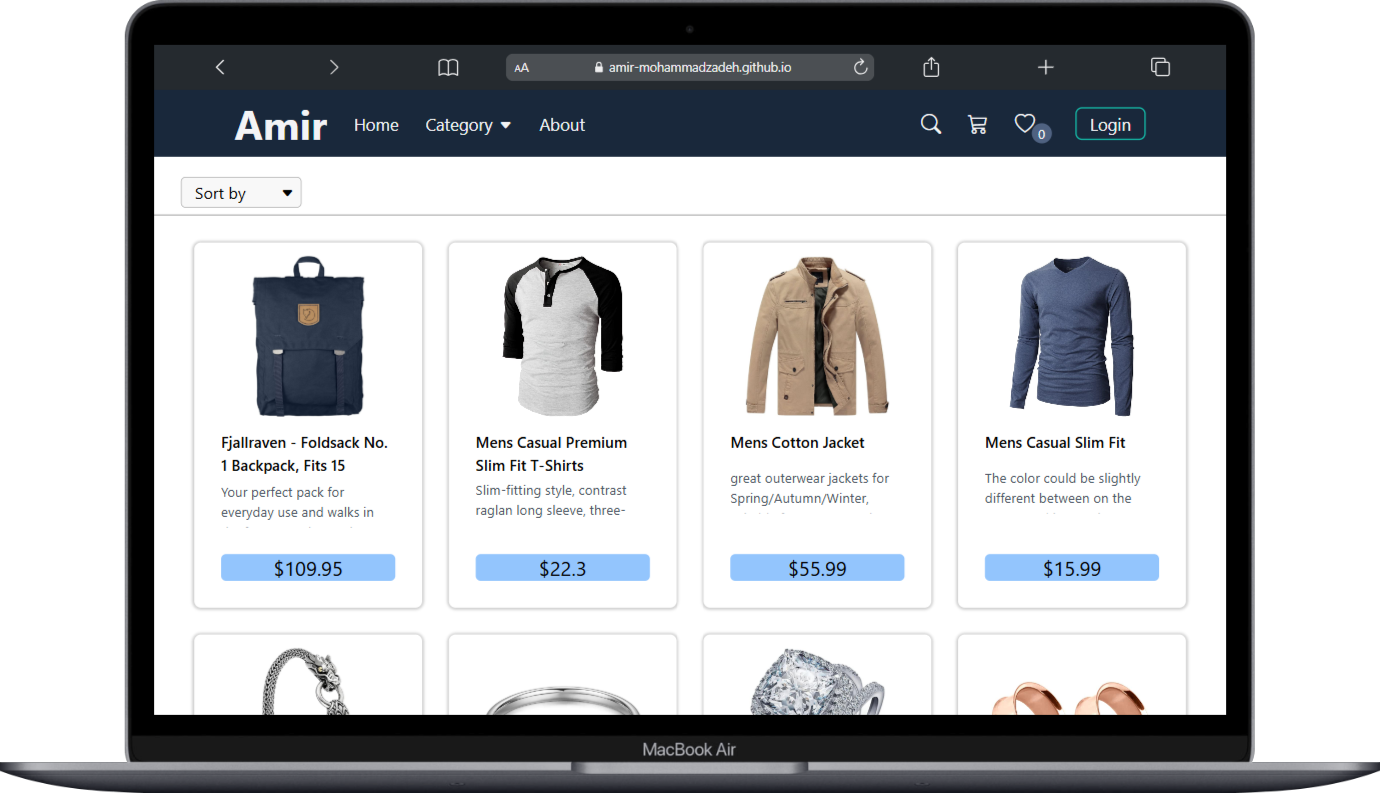 AA amir-mohammadzadeh.github.io
Amir Home Category About 0 Login
Sort by
Fjallraven - Foldsack No.
1 Backpack, Fits 15
Your perfect pack for
everyday use and walks in
$109.95
Mens Casual Premium
Slim Fit T-Shirts
Slim-fitting style, contrast
raglan long sleeve, three-
$22.3
Mens Cotton Jacket
great outerwear jackets for
Spring/Autumn/Winter,
$55.99
Mens Casual Slim Fit
The color could be slightly
different between on the
$15.99
MacBook Air